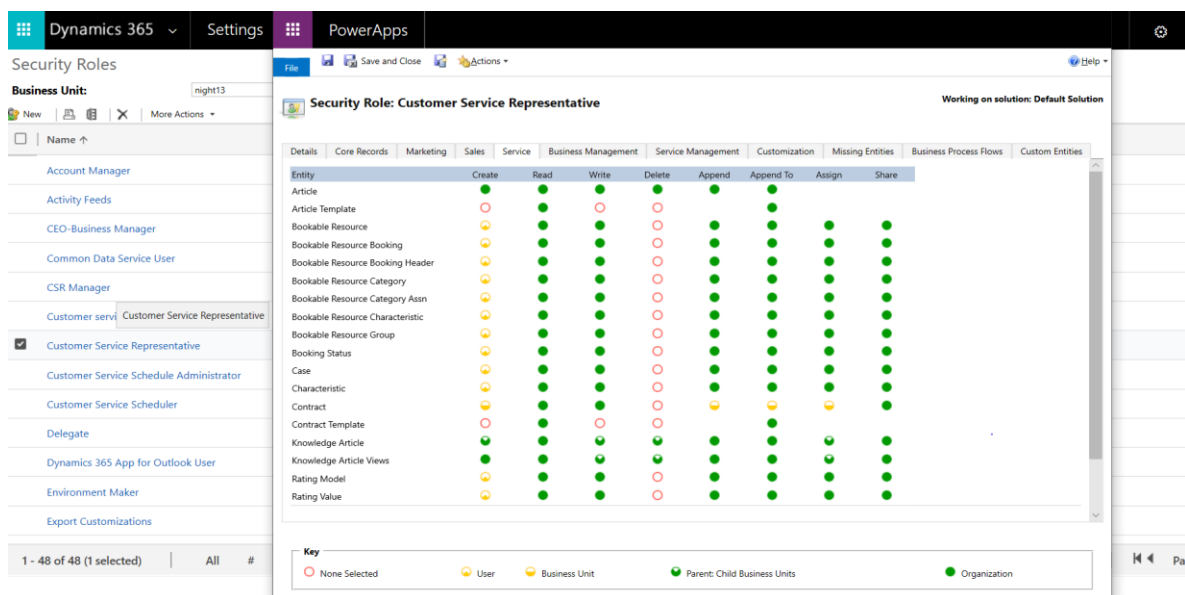 Dynamics 365 Settings PowerApps
Security Roles
Business Unit: night13
New More Actions
Name
Account Manager
Activity Feeds
CEO-Business Manager
Common Data Service User
CSR Manager
Customer servi
Customer Service Representative
Customer Service Representative
Customer Service Schedule Administrator
Customer Service Scheduler
Delegate
Dynamics 365 App for Outlook User
Environment Maker
Export Customizations
1 - 48 of 48 (1 selected) All #
File Save and Close Actions Help
Security Role: Customer Service Representative Working on solution: Default Solution
Details Core Records Marketing Sales Service Business Management Service Management Customization Missing Entities Business Process Flows Custom Entities
Entity Create Read Write Delete Append Append To Assign Share
Article
Article Template
Bookable Resource
Bookable Resource Booking
Bookable Resource Booking Header
Bookable Resource Category
Bookable Resource Category Assn
Bookable Resource Characteristic
Bookable Resource Group
Booking Status
Case
Characteristic
Contract
Contract Template
Knowledge Article
Knowledge Article Views
Rating Model
Rating Value
Key
None Selected User Business Unit Parent: Child Business Units Organization
Pa